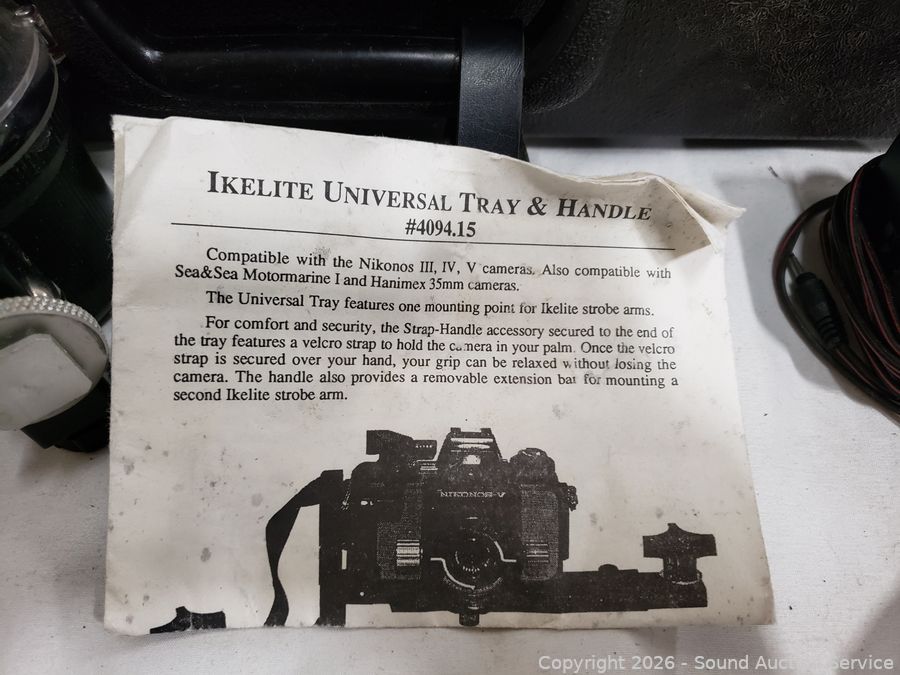 IKELITE UNIVERSAL TRAY & HANDLE
#4094.15
Compatible with the Nikonos III, IV, V cameras. Also compatible with
Sea&Sea Motormarine I and Hanimex 35mm cameras.
The Universal Tray features one mounting point for Ikelite strobe arms.
For comfort and security, the Strap-Handle accessory secured to the end of
the tray features a velcro strap to hold the camera in your palm. Once the velcro
strap is secured over your hand, your grip can be relaxed without losing the
camera. The handle also provides a removable extension bar for mounting a
second Ikelite strobe arm.
NIKONOS-V
Copyright 2026 - Sound Auction Service